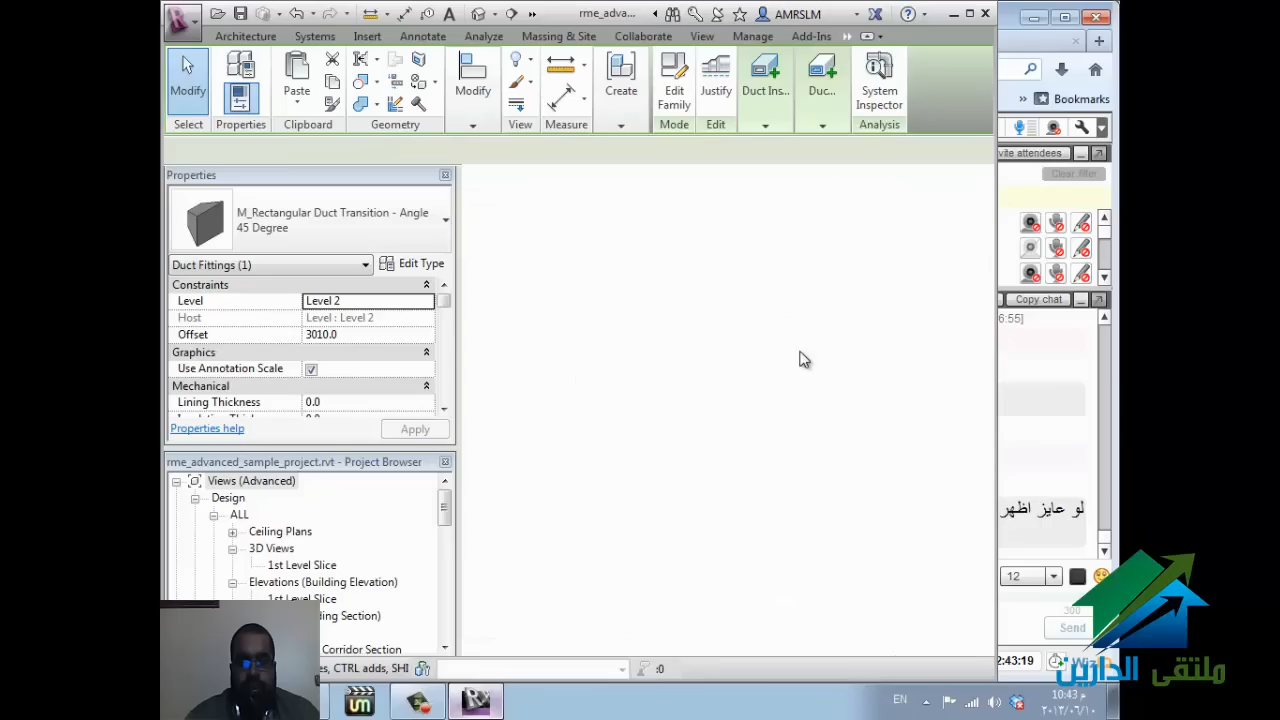 rme_adva...
AMRSLM
Architecture
Systems
Insert
Annotate
Analyze
Massing & Site
Collaborate
View
Manage
Add-Ins
Modify
Paste
Modify
Create
Edit Family
Justify
Duct Ins...
Duc...
System Inspector
Select
Properties
Clipboard
Geometry
View
Measure
Mode
Edit
Analysis
Bookmarks
vite attendees
Clear filter
Properties
M_Rectangular Duct Transition - Angle
45 Degree
Duct Fittings (1)
Edit Type
Constraints
Level
Level 2
Host
Level : Level 2
Offset
3010.0
Graphics
Use Annotation Scale
Mechanical
Lining Thickness
0.0
Properties help
Apply
rme_advanced_sample_project.rvt - Project Browser
Views (Advanced)
Design
ALL
Ceiling Plans
3D Views
1st Level Slice
Elevations (Building Elevation)
1st Level Slice
ding Section)
Corridor Section
es, CTRL adds, SHI
:0
Copy chat
6:55]
لو عايز اظهر
12
300
Send
2:43:19
Wiz
ملتقى الدارين
EN
10:43 م
٢٠١٣/٠٦/١٠